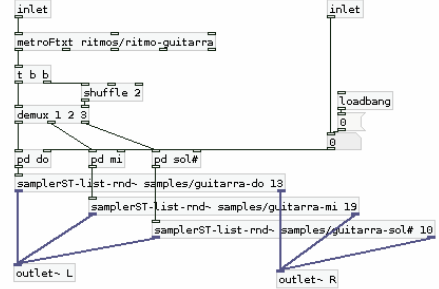 inlet
inlet
metroFtxt ritmos/ritmo-guitarra
t b b
shuffle 2
loadbang
demux 1 2 3
0
0
pd do
pd mi
pd sol#
samplerST-list-rnd~ samples/guitarra-do 13
samplerST-list-rnd~ samples/guitarra-mi 19
samplerST-list-rnd~ samples/guitarra-sol# 10
outlet~ L
outlet~ R